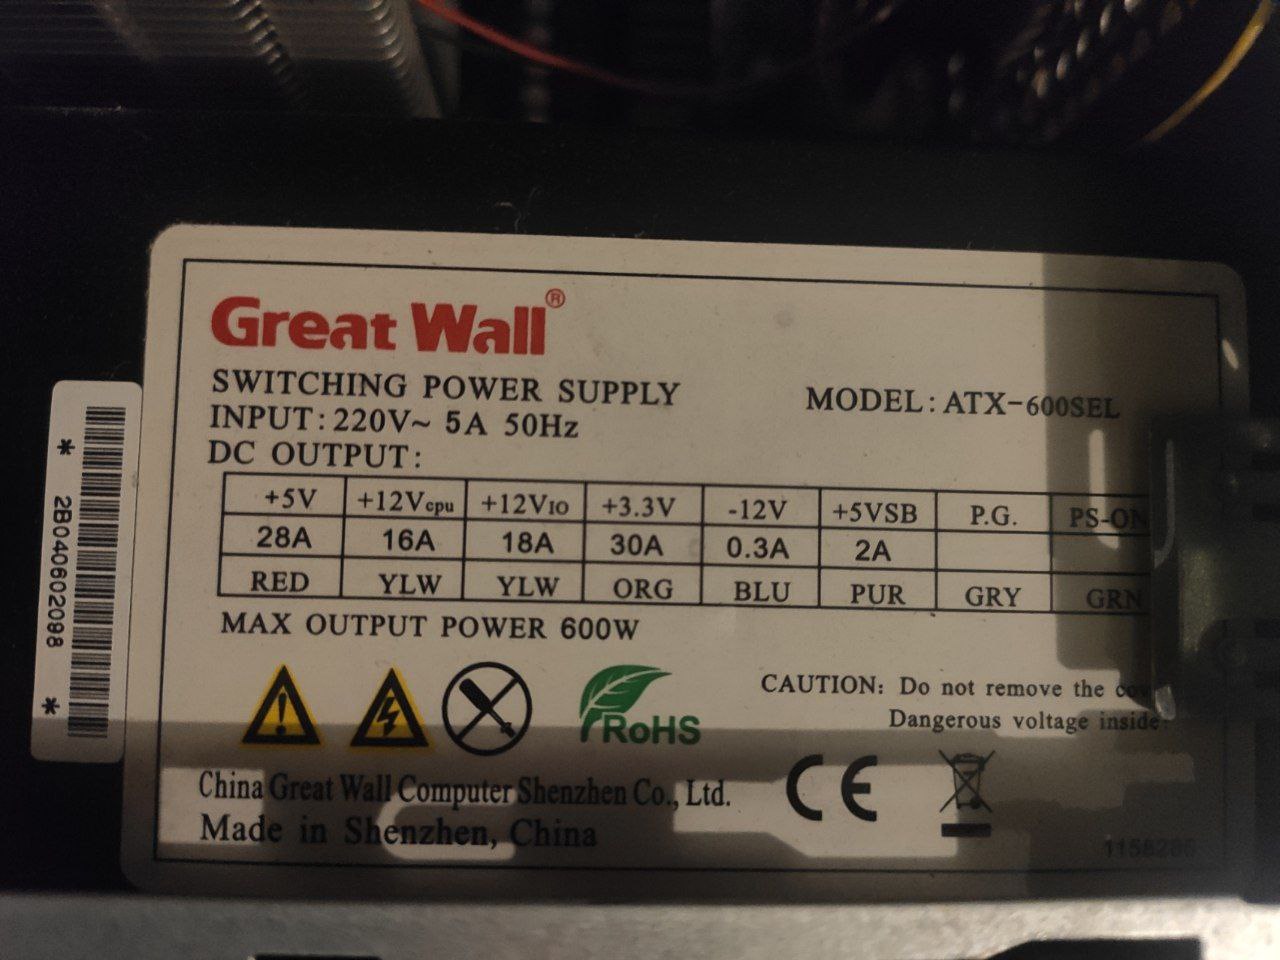 Great Wall®
SWITCHING POWER SUPPLY
MODEL: ATX-600SEL
INPUT: 220V~ 5A 50Hz
DC OUTPUT:
+5V +12Vcpu +12VIO +3.3V -12V +5VSB P.G. PS-ON
28A 16A 18A 30A 0.3A 2A
RED YLW YLW ORG BLU PUR GRY GRN
MAX OUTPUT POWER 600W
RoHS
CAUTION: Do not remove the
Dangerous voltage inside
China Great Wall Computer Shenzhen Co., Ltd.
Made in Shenzhen, China
CE
* 2B040602098 *